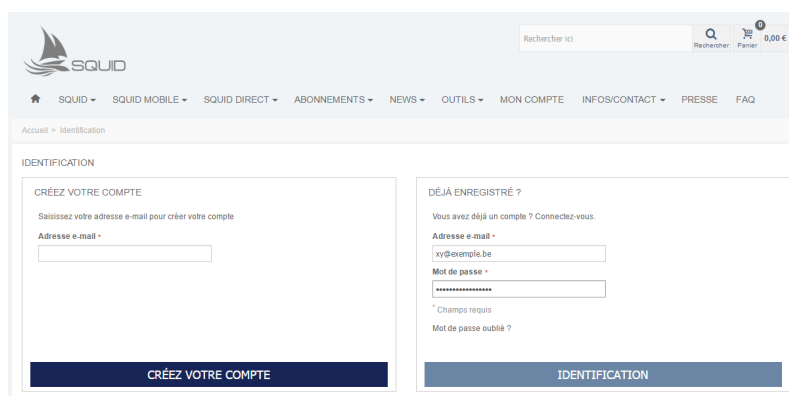 SQUID
Rechercher ici
Rechercher
0
Panier
0,00 €
SQUID SQUID MOBILE SQUID DIRECT ABONNEMENTS NEWS OUTILS MON COMPTE INFOS/CONTACT PRESSE FAQ
Accueil > Identification
IDENTIFICATION
CRÉEZ VOTRE COMPTE
Saisissez votre adresse e-mail pour créer votre compte
Adresse e-mail *
CRÉEZ VOTRE COMPTE
DÉJÀ ENREGISTRÉ ?
Vous avez déjà un compte ? Connectez-vous.
Adresse e-mail *
xy@exemple.be
Mot de passe *
•••••••••••••••••
* Champs requis
Mot de passe oublié ?
IDENTIFICATION